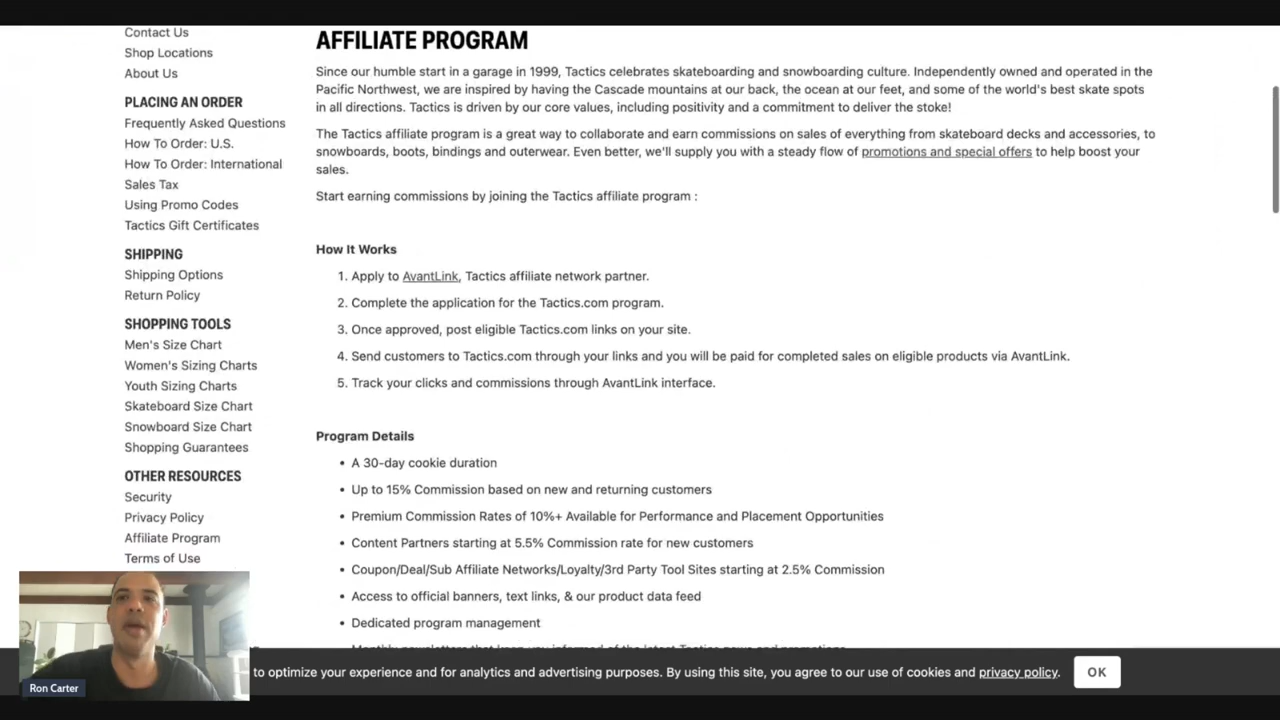 Contact Us
Shop Locations
About Us
PLACING AN ORDER
Frequently Asked Questions
How To Order: U.S.
How To Order: International
Sales Tax
Using Promo Codes
Tactics Gift Certificates
SHIPPING
Shipping Options
Return Policy
SHOPPING TOOLS
Men's Size Chart
Women's Sizing Charts
Youth Sizing Charts
Skateboard Size Chart
Snowboard Size Chart
Shopping Guarantees
OTHER RESOURCES
Security
Privacy Policy
Affiliate Program
Terms of Use
AFFILIATE PROGRAM
Since our humble start in a garage in 1999, Tactics celebrates skateboarding and snowboarding culture. Independently owned and operated in the
Pacific Northwest, we are inspired by having the Cascade mountains at our back, the ocean at our feet, and some of the world's best skate spots
in all directions. Tactics is driven by our core values, including positivity and a commitment to deliver the stoke!
The Tactics affiliate program is a great way to collaborate and earn commissions on sales of everything from skateboard decks and accessories, to
snowboards, boots, bindings and outerwear. Even better, we'll supply you with a steady flow of promotions and special offers to help boost your
sales.
Start earning commissions by joining the Tactics affiliate program :
How It Works
1. Apply to AvantLink, Tactics affiliate network partner.
2. Complete the application for the Tactics.com program.
3. Once approved, post eligible Tactics.com links on your site.
4. Send customers to Tactics.com through your links and you will be paid for completed sales on eligible products via AvantLink.
5. Track your clicks and commissions through AvantLink interface.
Program Details
• A 30-day cookie duration
• Up to 15% Commission based on new and returning customers
• Premium Commission Rates of 10%+ Available for Performance and Placement Opportunities
• Content Partners starting at 5.5% Commission rate for new customers
• Coupon/Deal/Sub Affiliate Networks/Loyalty/3rd Party Tool Sites starting at 2.5% Commission
• Access to official banners, text links, & our product data feed
• Dedicated program management
to optimize your experience and for analytics and advertising purposes. By using this site, you agree to our use of cookies and privacy policy.
OK
Ron Carter